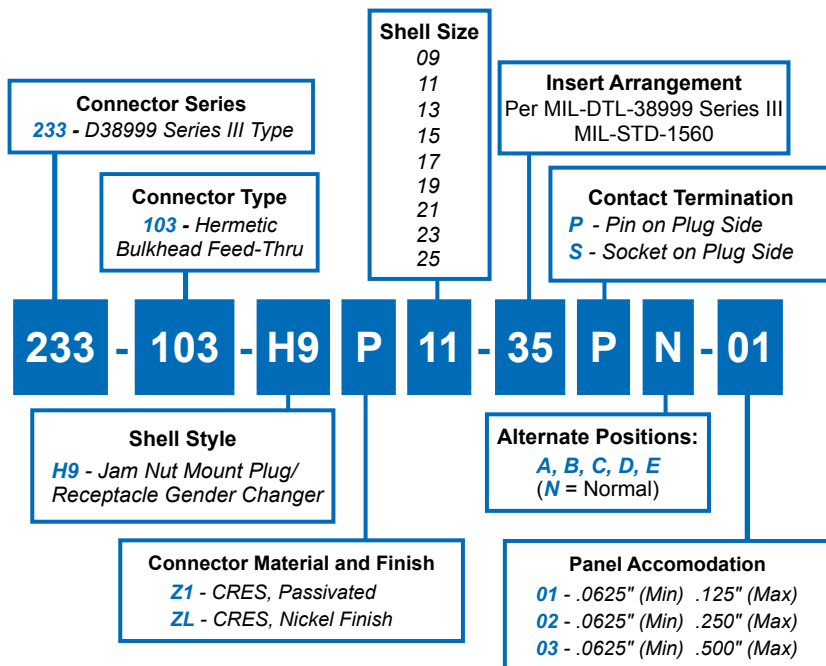 Shell Size
09
11
13
15
17
19
21
23
25
Connector Series
233 - D38999 Series III Type
Connector Type
103 - Hermetic
Bulkhead Feed-Thru
Insert Arrangement
Per MIL-DTL-38999 Series III
MIL-STD-1560
Contact Termination
P - Pin on Plug Side
S - Socket on Plug Side
233 - 103 - H9 P 11 - 35 P N - 01
Shell Style
H9 - Jam Nut Mount Plug/
Receptacle Gender Changer
Connector Material and Finish
Z1 - CRES, Passivated
ZL - CRES, Nickel Finish
Alternate Positions:
A, B, C, D, E
(N = Normal)
Panel Accomodation
01 - .0625" (Min) .125" (Max)
02 - .0625" (Min) .250" (Max)
03 - .0625" (Min) .500" (Max)